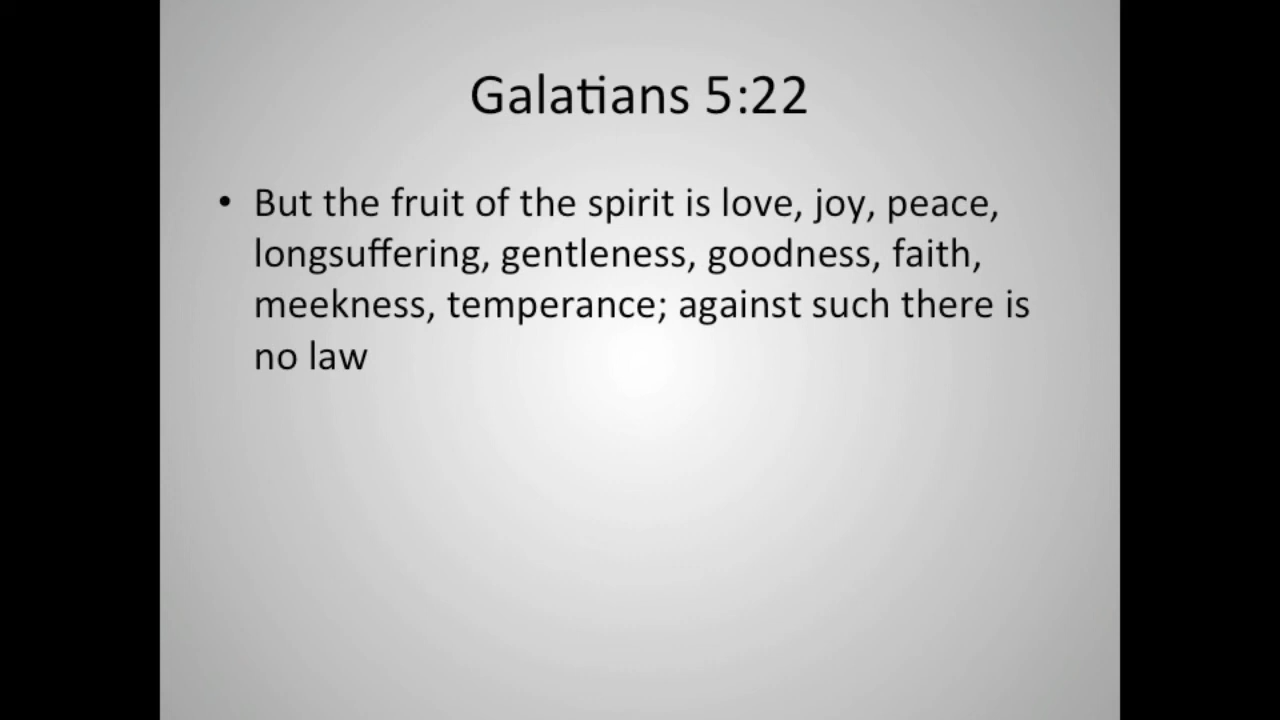 Galatians 5:22
• But the fruit of the spirit is love, joy, peace,
longsuffering, gentleness, goodness, faith,
meekness, temperance; against such there is
no law